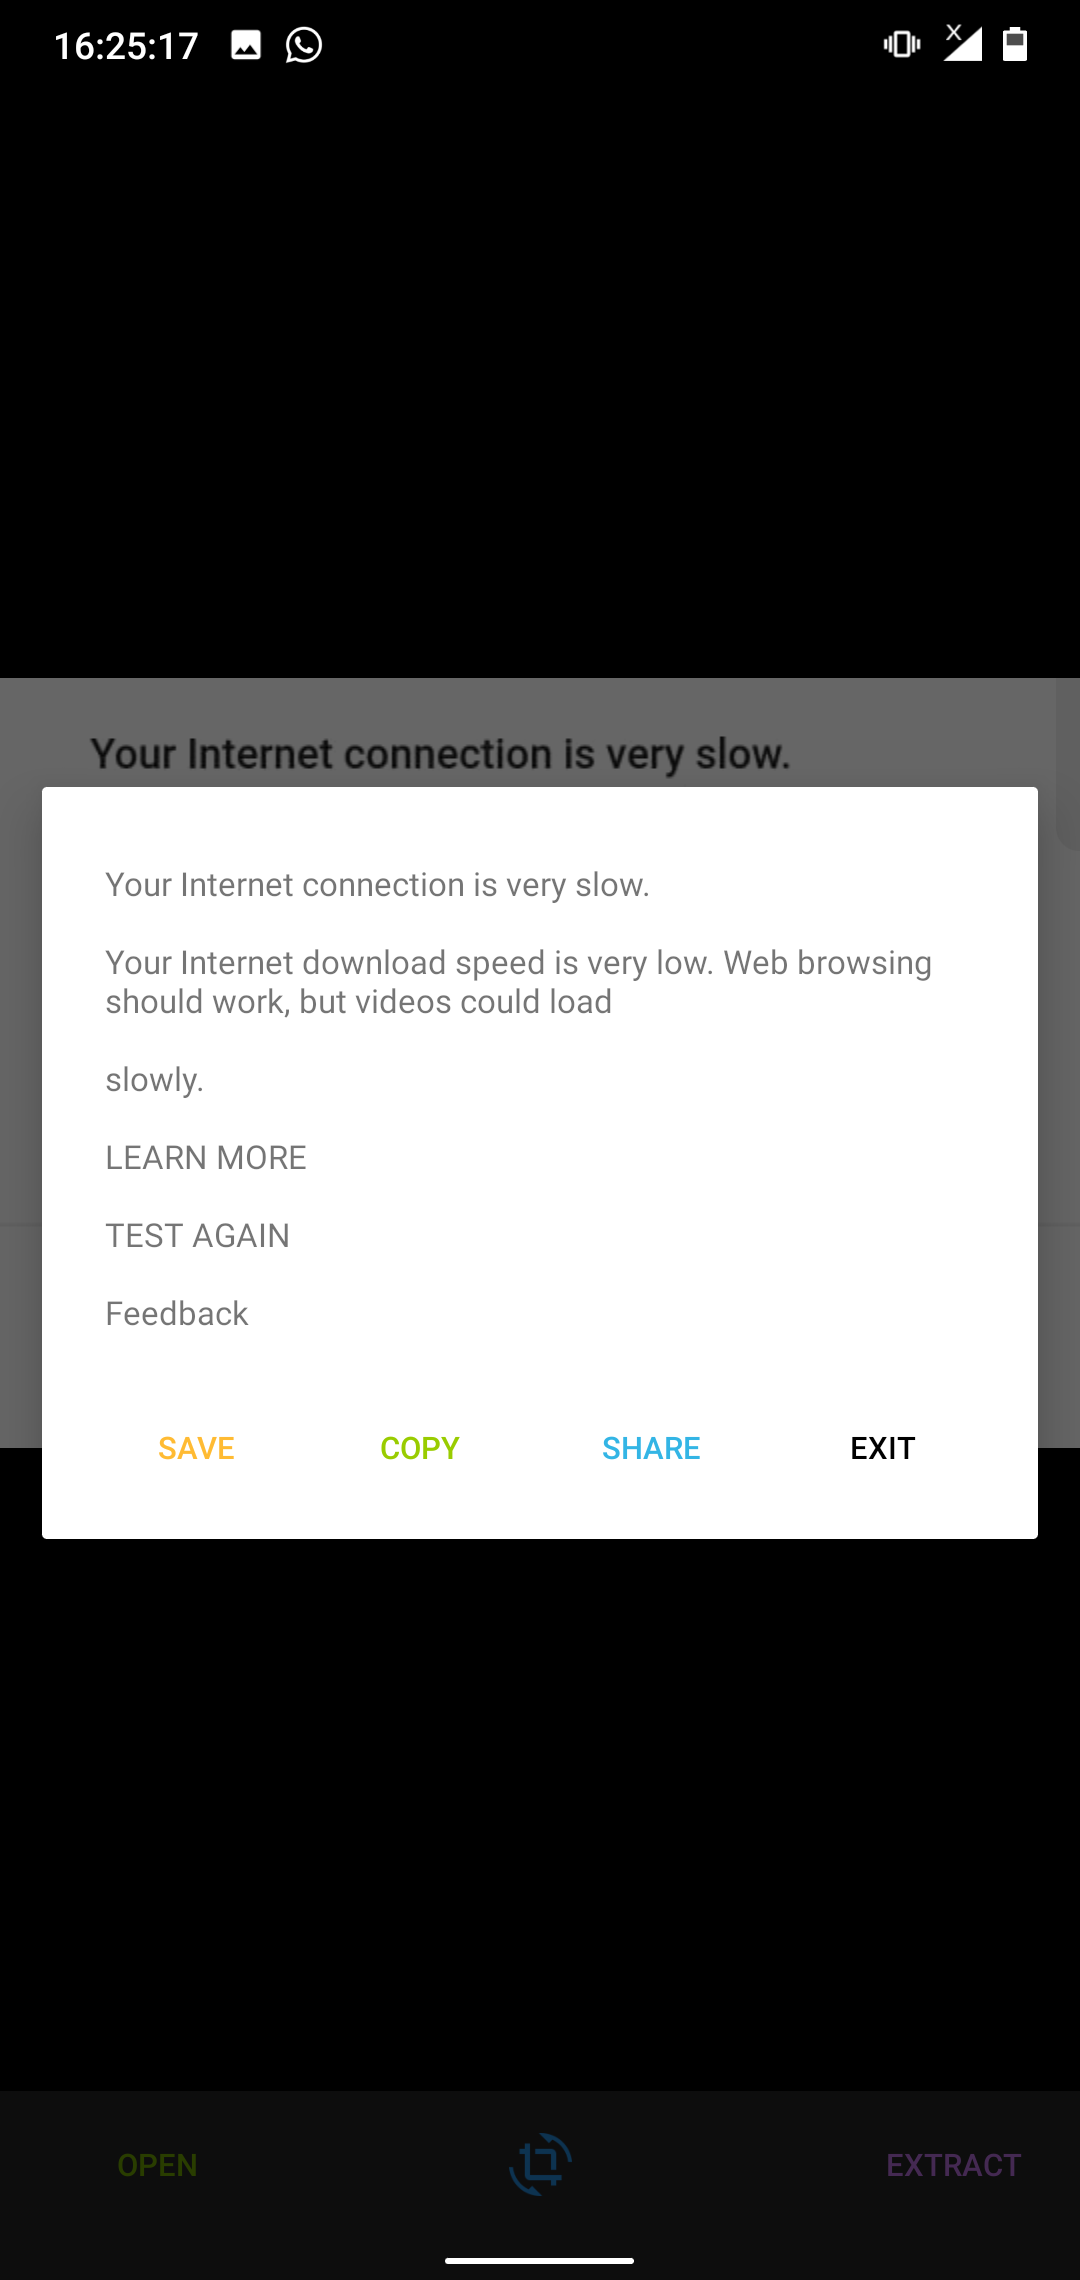 16:25:17
Your Internet connection is very slow.
Your Internet connection is very slow.
Your Internet download speed is very low. Web browsing
should work, but videos could load
slowly.
LEARN MORE
TEST AGAIN
Feedback
SAVE COPY SHARE EXIT
OPEN EXTRACT